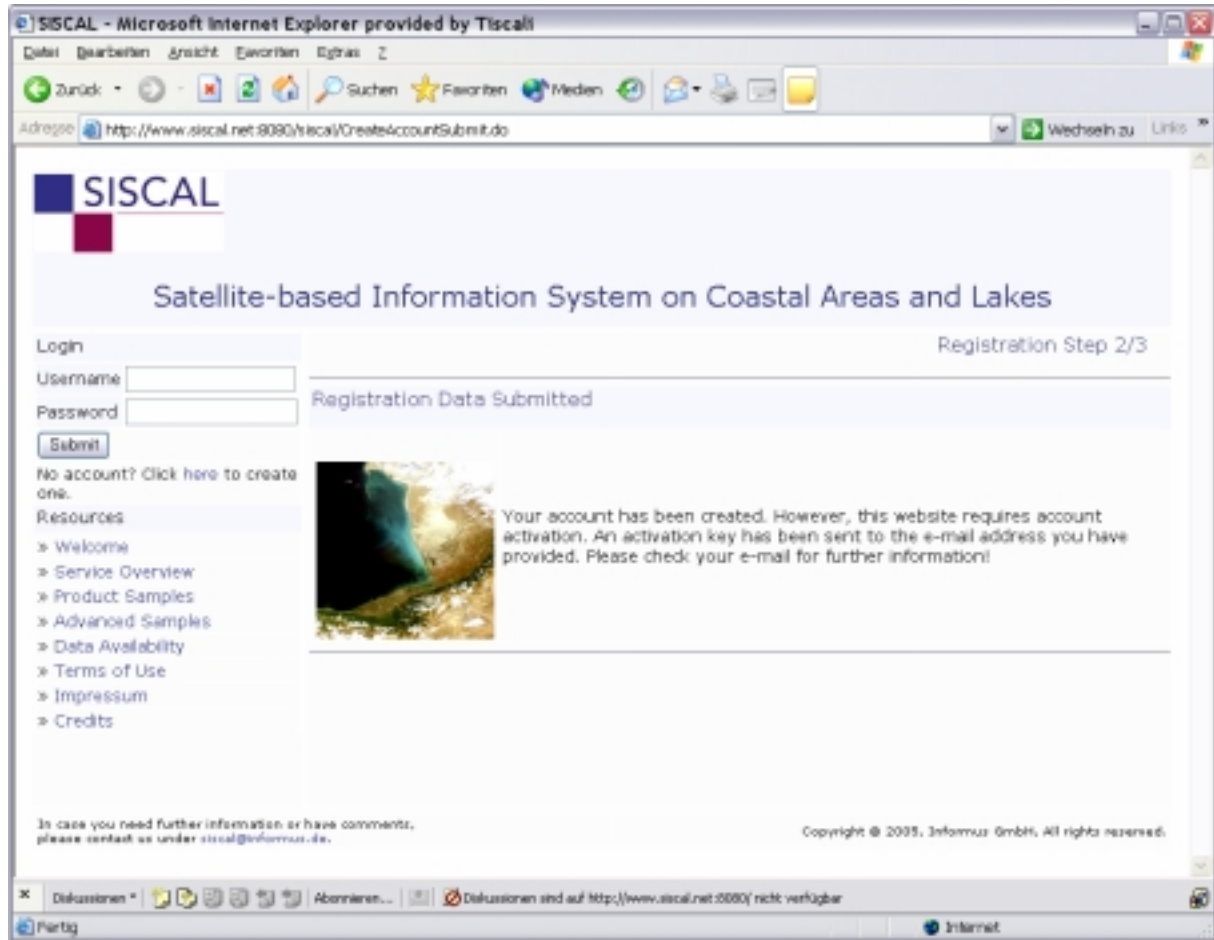 SISCAL - Microsoft Internet Explorer provided by Tiscali
Datei Bearbeiten Ansicht Favoriten Extras ?
Zurück Suchen Favoriten Medien
Adresse http://www.siscal.net:8080/siscal/CreateAccountSubmit.do Wechseln zu Links »
SISCAL
Satellite-based Information System on Coastal Areas and Lakes
Login
Username
Password
Submit
No account? Click here to create
one.
Resources
» Welcome
» Service Overview
» Product Samples
» Advanced Samples
» Data Availability
» Terms of Use
» Impressum
» Credits
Registration Step 2/3
Registration Data Submitted
Your account has been created. However, this website requires account
activation. An activation key has been sent to the e-mail address you have
provided. Please check your e-mail for further information!
In case you need further information or have comments,
please contact us under siscal@informus.de.
Copyright © 2005, Informus GmbH, All rights reserved.
Diskussionen Abonnieren... Diskussionen sind auf http://www.siscal.net:8080/ nicht verfügbar
Fertig Internet